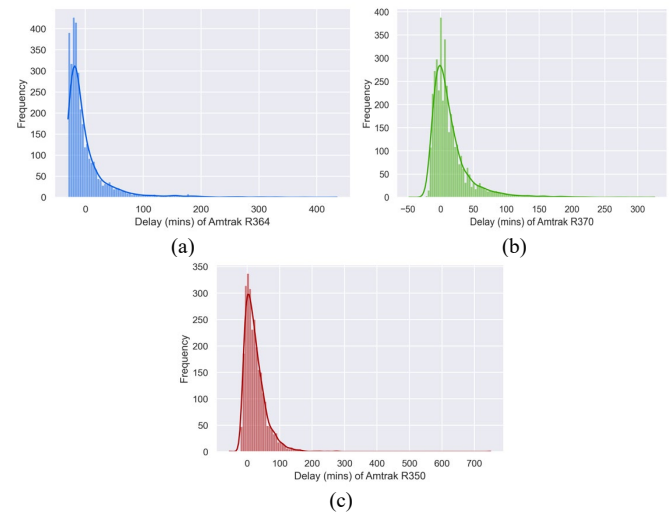 400
350
300
250
200
150
100
50
0
Frequency
0 100 200 300 400
Delay (mins) of Amtrak R364
(a)
400
350
300
250
200
150
100
50
0
Frequency
−50 0 50 100 150 200 250 300
Delay (mins) of Amtrak R370
(b)
350
300
250
200
150
100
50
0
Frequency
0 100 200 300 400 500 600 700
Delay (mins) of Amtrak R350
(c)